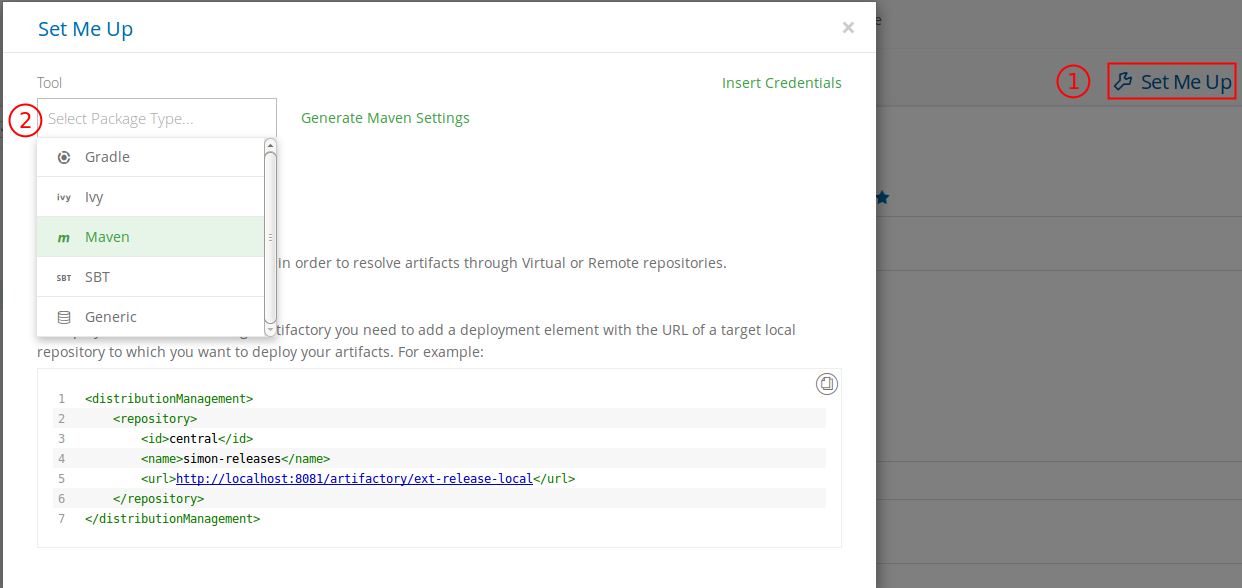 Set Me Up
×
e
1
Set Me Up
Tool
Insert Credentials
2
Select Package Type...
Generate Maven Settings
Gradle
ivy Ivy
m Maven
SBT SBT
Generic
in order to resolve artifacts through Virtual or Remote repositories.
tifactory you need to add a deployment element with the URL of a target local
repository to which you want to deploy your artifacts. For example:
1 <distributionManagement>
2 <repository>
3 <id>central</id>
4 <name>simon-releases</name>
5 <url>http://localhost:8081/artifactory/ext-release-local</url>
6 </repository>
7 </distributionManagement>